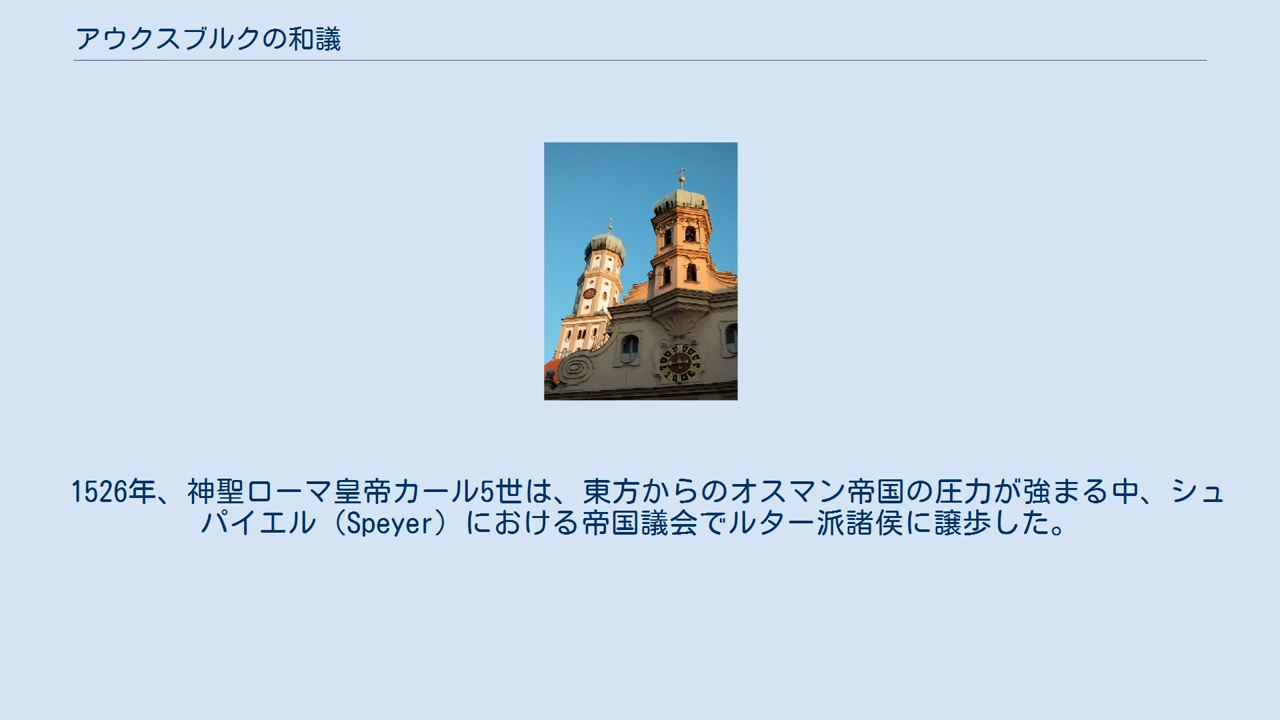 アウクスブルクの和議
1526年、神聖ローマ皇帝カール5世は、東方からのオスマン帝国の圧力が強まる中、シュ
パイエル（Speyer）における帝国議会でルター派諸侯に譲歩した。